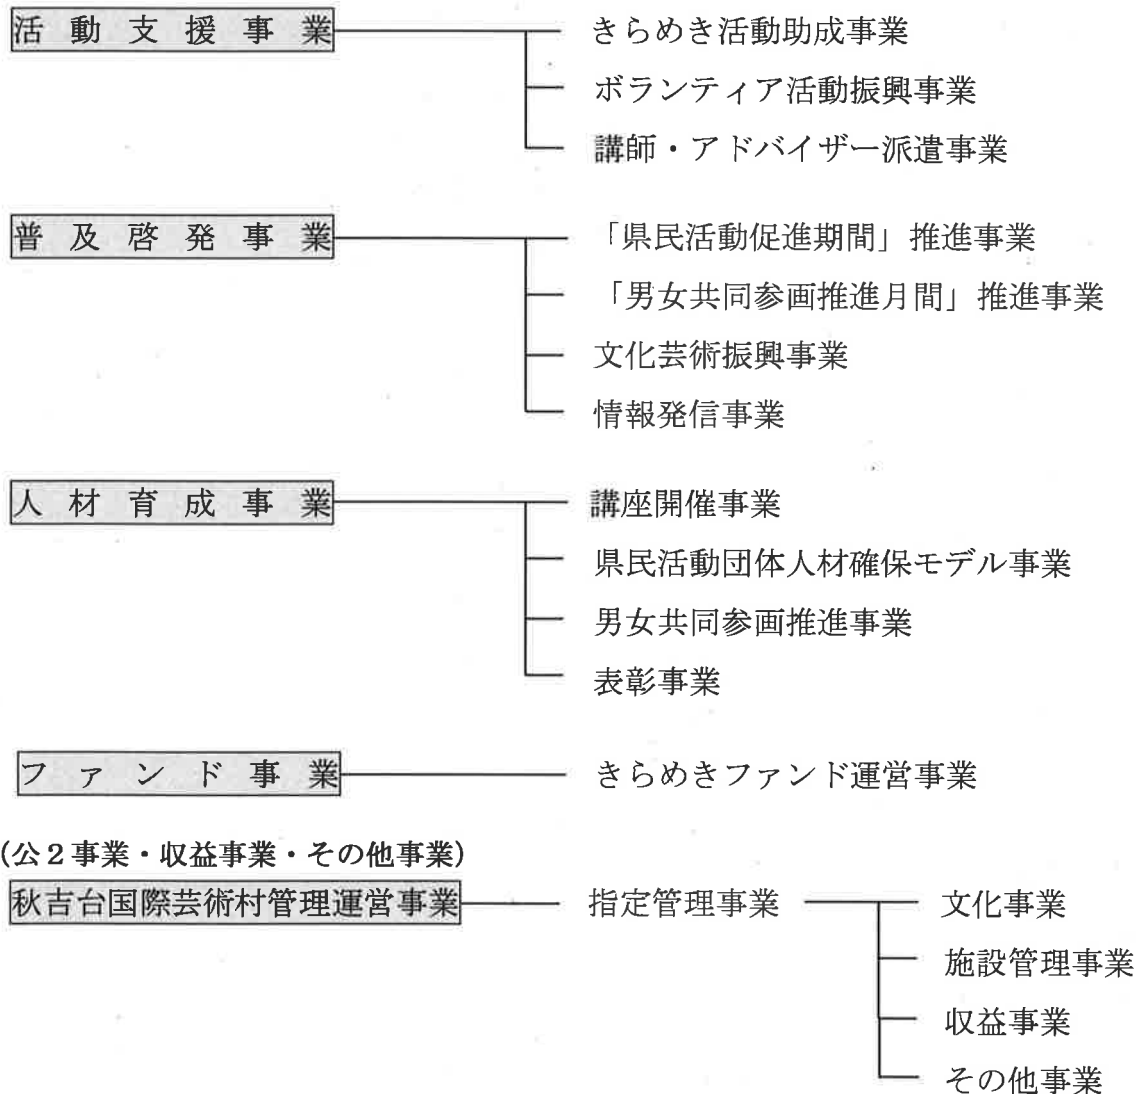 活動支援事業 きらめき活動助成事業
ボランティア活動振興事業
講師・アドバイザー派遣事業
普及啓発事業 「県民活動促進期間」推進事業
「男女共同参画推進月間」推進事業
文化芸術振興事業
情報発信事業
人材育成事業 講座開催事業
県民活動団体人材確保モデル事業
男女共同参画推進事業
表彰事業
ファンド事業 きらめきファンド運営事業
(公2事業・収益事業・その他事業)
秋吉台国際芸術村管理運営事業 指定管理事業 文化事業
施設管理事業
収益事業
その他事業